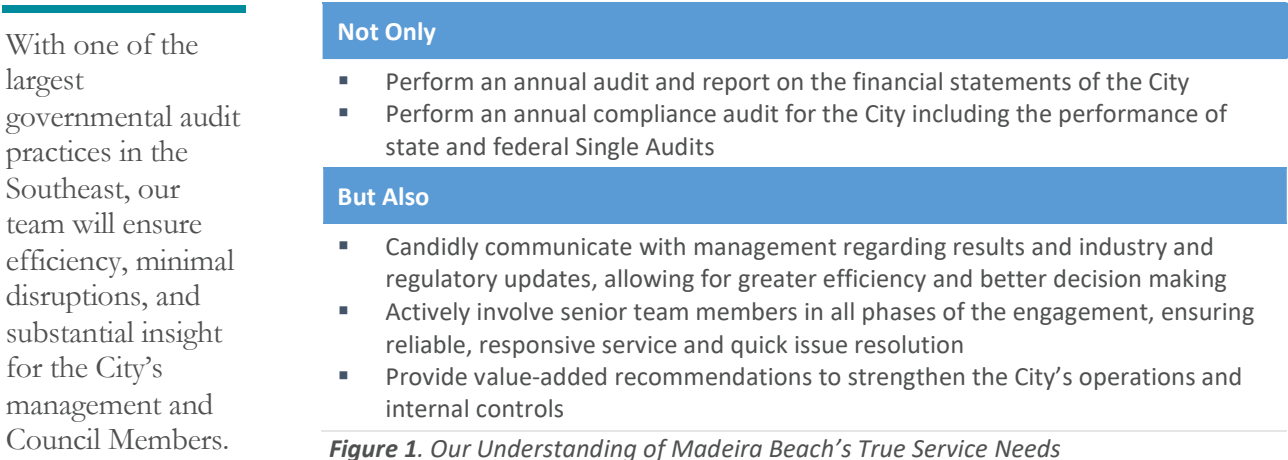 With one of the
largest
governmental audit
practices in the
Southeast, our
team will ensure
efficiency, minimal
disruptions, and
substantial insight
for the City’s
management and
Council Members.
Not Only
▪ Perform an annual audit and report on the financial statements of the City
▪ Perform an annual compliance audit for the City including the performance of
state and federal Single Audits
But Also
▪ Candidly communicate with management regarding results and industry and
regulatory updates, allowing for greater efficiency and better decision making
▪ Actively involve senior team members in all phases of the engagement, ensuring
reliable, responsive service and quick issue resolution
▪ Provide value-added recommendations to strengthen the City’s operations and
internal controls
Figure 1. Our Understanding of Madeira Beach’s True Service Needs